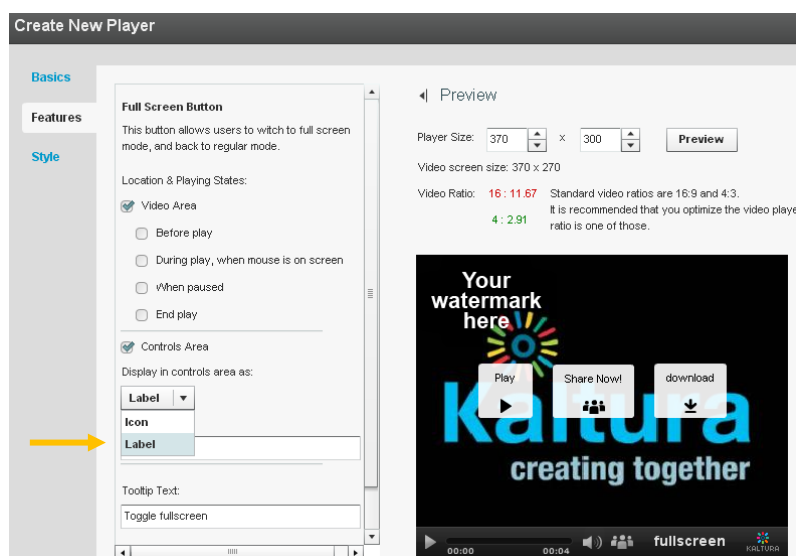 Create New Player
Basics
Features
Style
Full Screen Button
This button allows users to witch to full screen
mode, and back to regular mode.
Location & Playing States:
Video Area
Before play
During play, when mouse is on screen
When paused
End play
Controls Area
Display in controls area as:
Label
Icon
Label
Tooltip Text:
Toggle fullscreen
Preview
Player Size: 370 x 300 Preview
Video screen size: 370 x 270
Video Ratio: 16 : 11.67 Standard video ratios are 16:9 and 4:3.
It is recommended that you optimize the video playe
4 : 2.91 ratio is one of those.
Your
watermark
here
Play
Share Now!
download
Kaltura
creating together
00:00
00:04
fullscreen
KALTURA